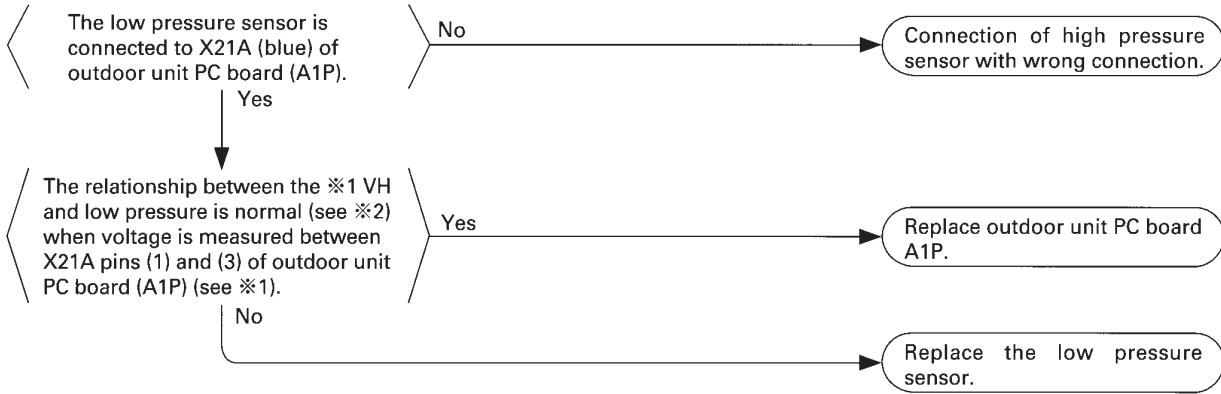 The low pressure sensor is
connected to X21A (blue) of
outdoor unit PC board (A1P).
No
Connection of high pressure
sensor with wrong connection.
Yes
The relationship between the ※1 VH
and low pressure is normal (see ※2)
when voltage is measured between
X21A pins (1) and (3) of outdoor unit
PC board (A1P) (see ※1).
Yes
Replace outdoor unit PC board
A1P.
No
Replace the low pressure
sensor.